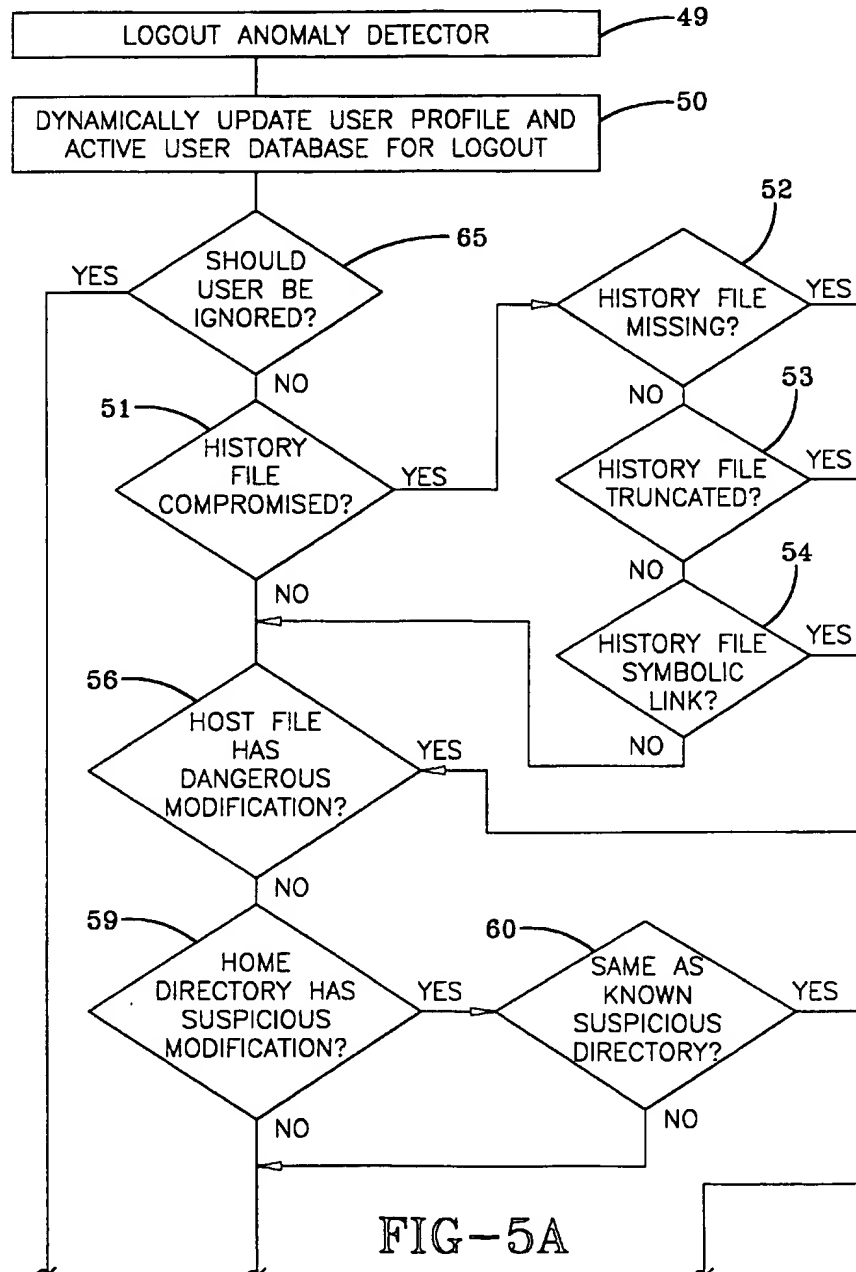 LOGOUT ANOMALY DETECTOR
49
DYNAMICALLY UPDATE USER PROFILE AND
ACTIVE USER DATABASE FOR LOGOUT
50
SHOULD
USER BE
IGNORED?
65
YES
NO
51
HISTORY
FILE
COMPROMISED?
YES
NO
52
HISTORY FILE
MISSING?
YES
NO
53
HISTORY FILE
TRUNCATED?
YES
NO
54
HISTORY FILE
SYMBOLIC
LINK?
YES
NO
56
HOST FILE
HAS
DANGEROUS
MODIFICATION?
YES
NO
59
HOME
DIRECTORY HAS
SUSPICIOUS
MODIFICATION?
YES
NO
60
SAME AS
KNOWN
SUSPICIOUS
DIRECTORY?
YES
NO
FIG-5A